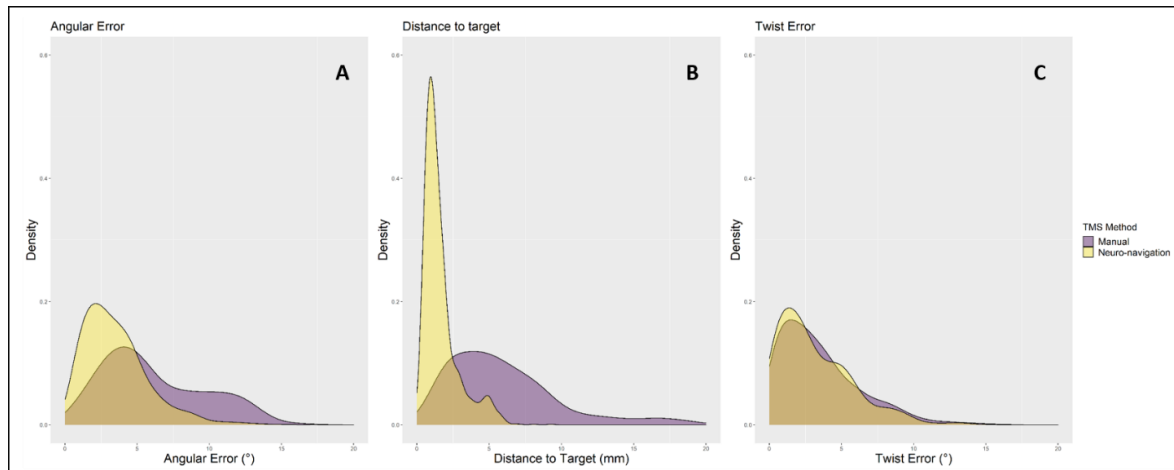 Angular Error
Distance to target
Twist Error
A
B
C
0.6
0.4
0.2
0.0
Density
0
5
10
15
20
Angular Error (°)
0.6
0.4
0.2
0.0
Density
0
5
10
15
20
Distance to Target (mm)
0.6
0.4
0.2
0.0
Density
0
5
10
15
20
Twist Error (°)
TMS Method
Manual
Neuro-navigation